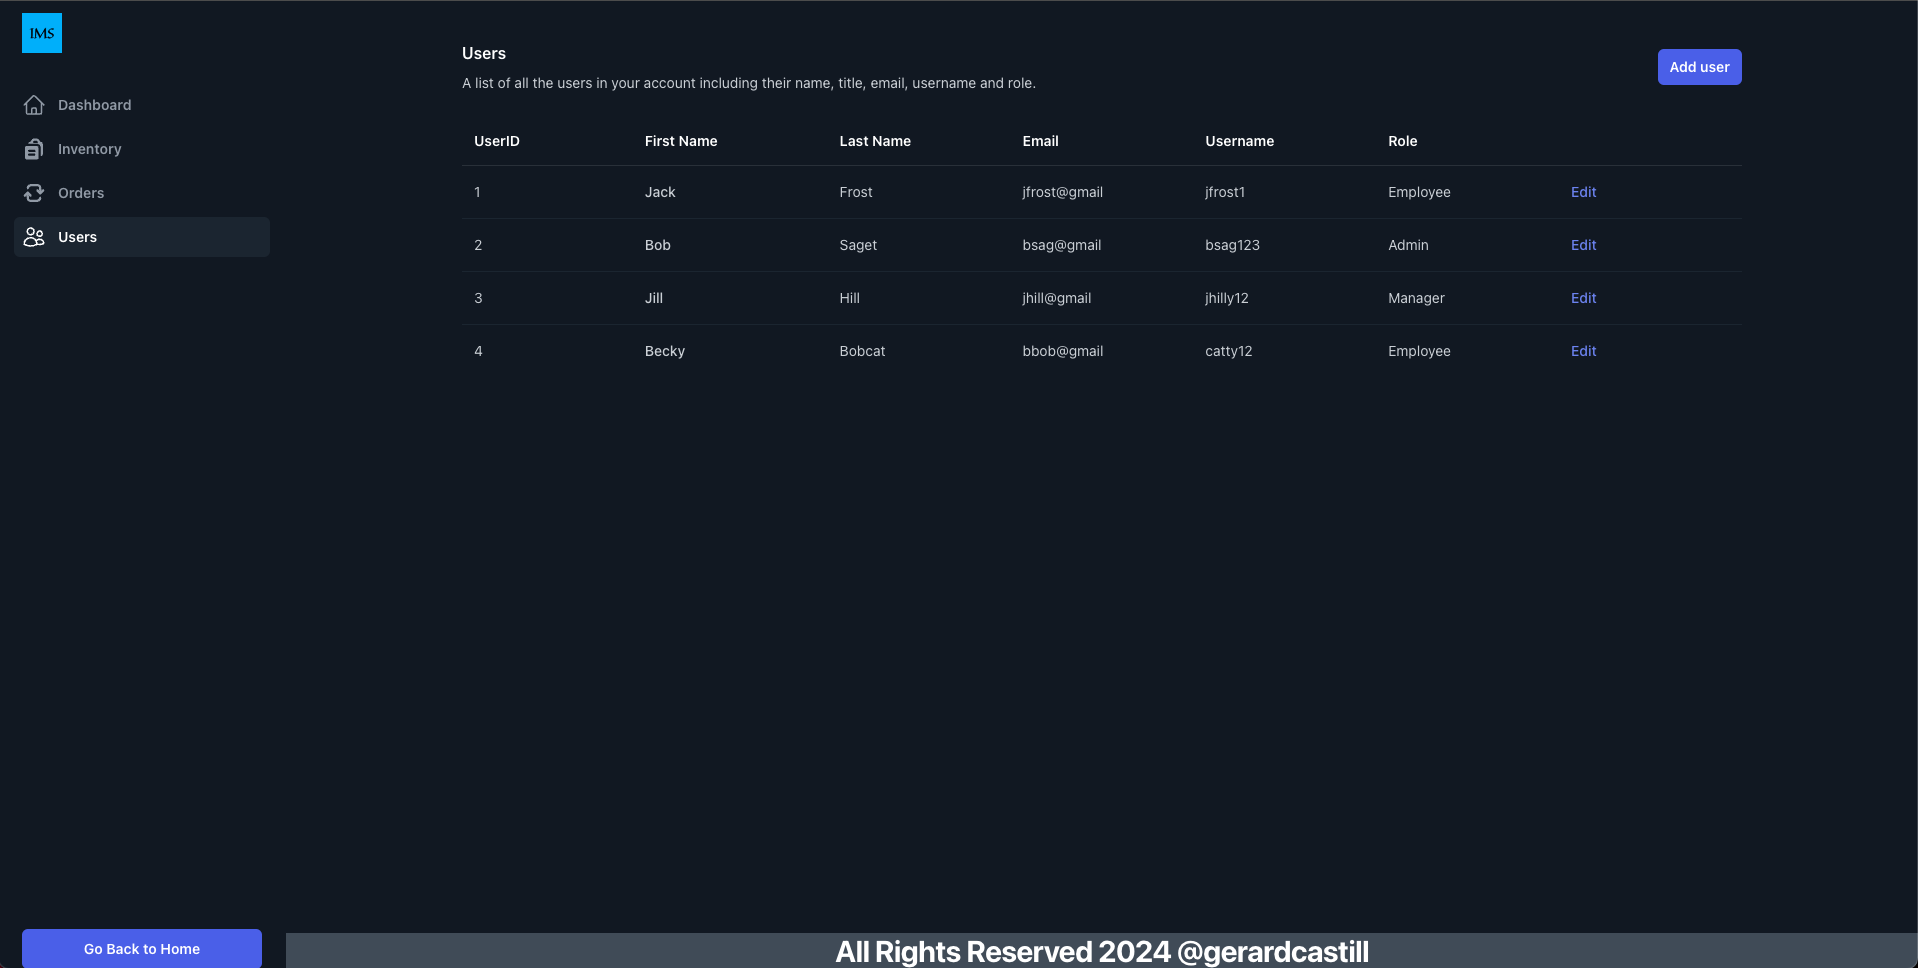 IMS
Dashboard
Inventory
Orders
Users
Go Back to Home
Users
A list of all the users in your account including their name, title, email, username and role.
Add user
UserID First Name Last Name Email Username Role
1 Jack Frost jfrost@gmail jfrost1 Employee Edit
2 Bob Saget bsag@gmail bsag123 Admin Edit
3 Jill Hill jhill@gmail jhilly12 Manager Edit
4 Becky Bobcat bbob@gmail catty12 Employee Edit
All Rights Reserved 2024 @gerardcastill